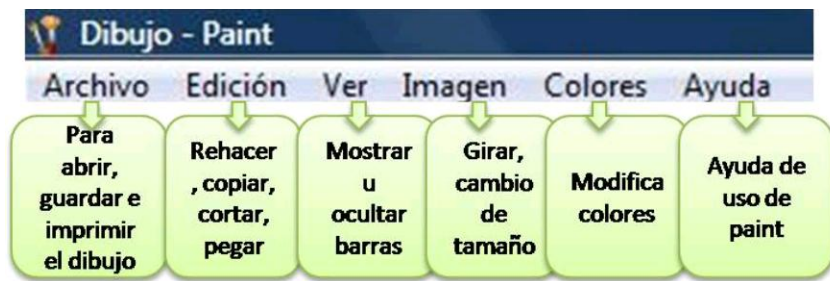 Dibujo - Paint
Archivo Edición Ver Imagen Colores Ayuda
Para
abrir,
guardar e
imprimir
el dibujo
Rehacer
, copiar,
cortar,
pegar
Mostrar
u
ocultar
barras
Girar,
cambio
de
tamaño
Modifica
colores
Ayuda de
uso de
paint